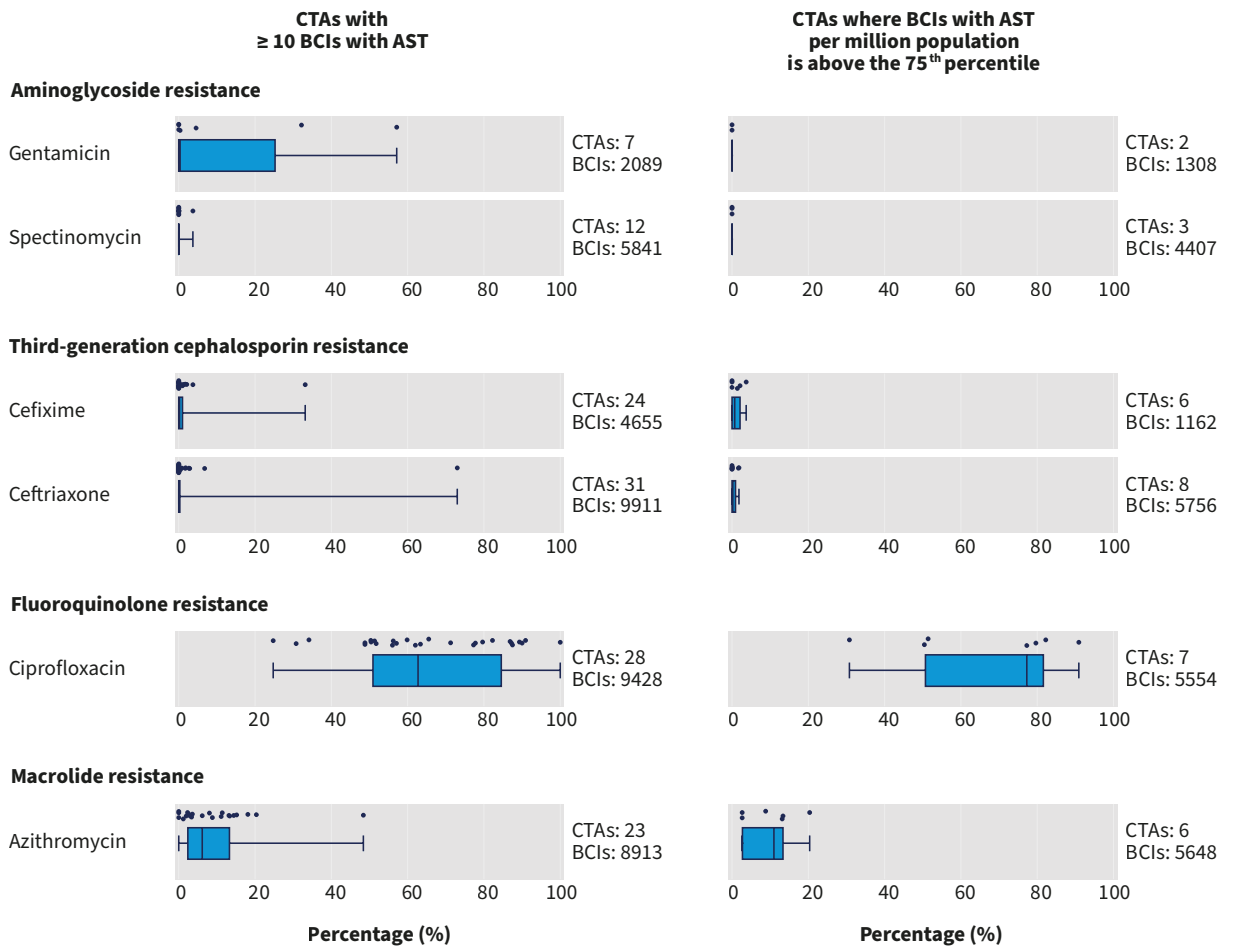 CTAs with
≥ 10 BCIs with AST
CTAs where BCIs with AST
per million population
is above the 75th percentile
Aminoglycoside resistance
Gentamicin
CTAs: 7
BCIs: 2089
CTAs: 2
BCIs: 1308
Spectinomycin
CTAs: 12
BCIs: 5841
CTAs: 3
BCIs: 4407
0 20 40 60 80 100
0 20 40 60 80 100
Third-generation cephalosporin resistance
Cefixime
CTAs: 24
BCIs: 4655
CTAs: 6
BCIs: 1162
Ceftriaxone
CTAs: 31
BCIs: 9911
CTAs: 8
BCIs: 5756
0 20 40 60 80 100
0 20 40 60 80 100
Fluoroquinolone resistance
Ciprofloxacin
CTAs: 28
BCIs: 9428
CTAs: 7
BCIs: 5554
0 20 40 60 80 100
0 20 40 60 80 100
Macrolide resistance
Azithromycin
CTAs: 23
BCIs: 8913
CTAs: 6
BCIs: 5648
0 20 40 60 80 100
0 20 40 60 80 100
Percentage (%)
Percentage (%)